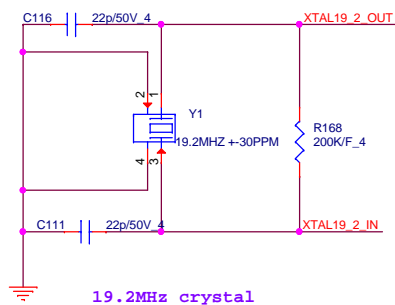 C116 22p/50V_4 XTAL19_2_OUT
2 1
Y1
19.2MHZ +-30PPM
R168
200K/F_4
4 3
C111 22p/50V_4 XTAL19_2_IN
19.2MHz crystal